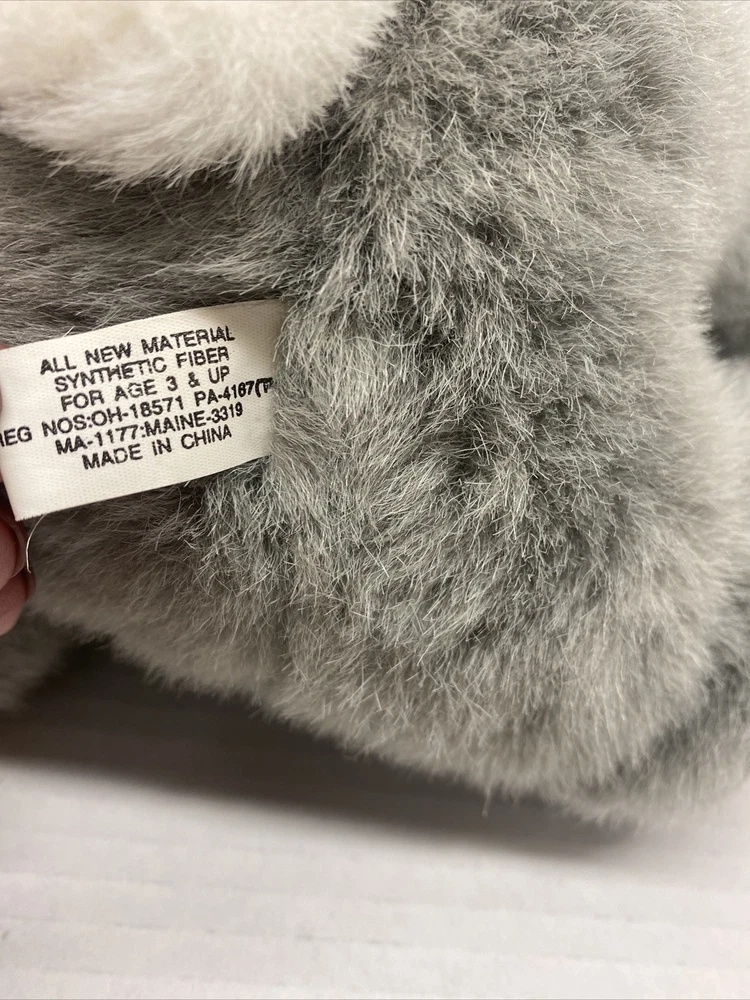 ALL NEW MATERIAL
SYNTHETIC FIBER
FOR AGE 3 & UP
REG NOS:OH-18571 PA-4167(T
MA-1177:MAINE-3319
MADE IN CHINA